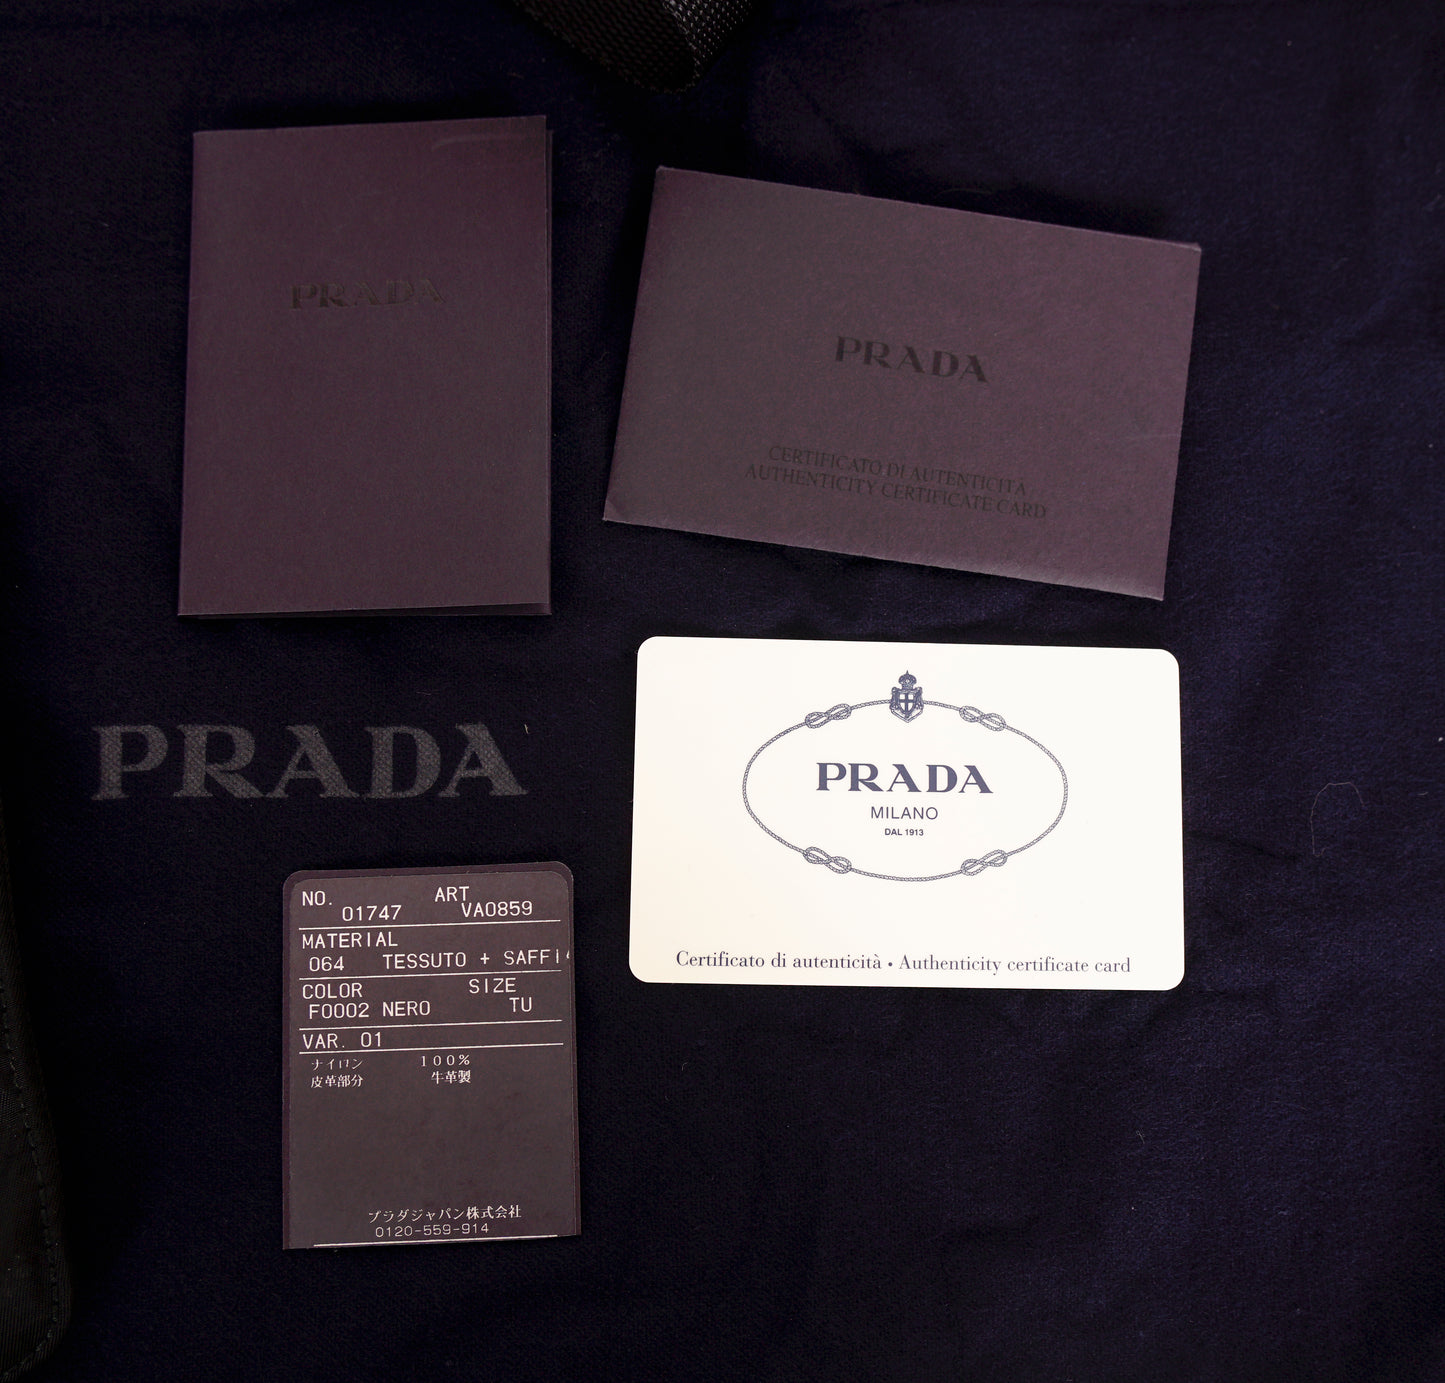 PRADA
PRADA
CERTIFICATO DI AUTENTICITÀ
AUTHENTICITY CERTIFICATE CARD
PRADA
PRADA
MILANO
DAL 1913
Certificato di autenticità • Authenticity certificate card
NO. ART
01747 VA0859
MATERIAL
064 TESSUTO + SAFFI
COLOR SIZE
F0002 NERO TU
VAR. 01
ナイロン 100%
皮革部分 牛革製
プラダジャパン株式会社
0120-559-914